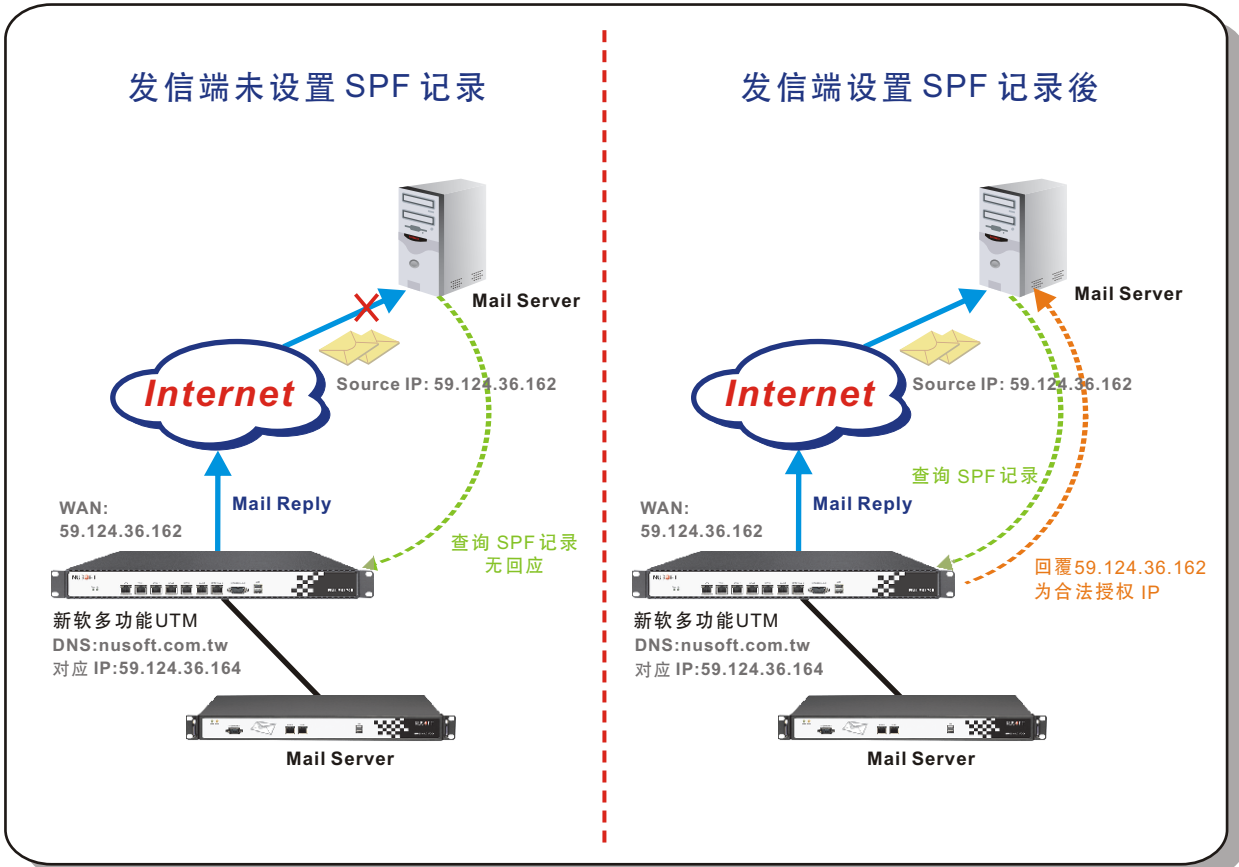 发信端未设置 SPF 记录
Mail Server
Internet
Source IP: 59.124.36.162
WAN:
59.124.36.162
Mail Reply
查询 SPF 记录
无回应
新软多功能UTM
DNS:nusoft.com.tw
对应 IP:59.124.36.164
Mail Server
发信端设置 SPF 记录後
Mail Server
Internet
Source IP: 59.124.36.162
查询 SPF 记录
WAN:
59.124.36.162
Mail Reply
回覆59.124.36.162
为合法授权 IP
新软多功能UTM
DNS:nusoft.com.tw
对应 IP:59.124.36.164
Mail Server